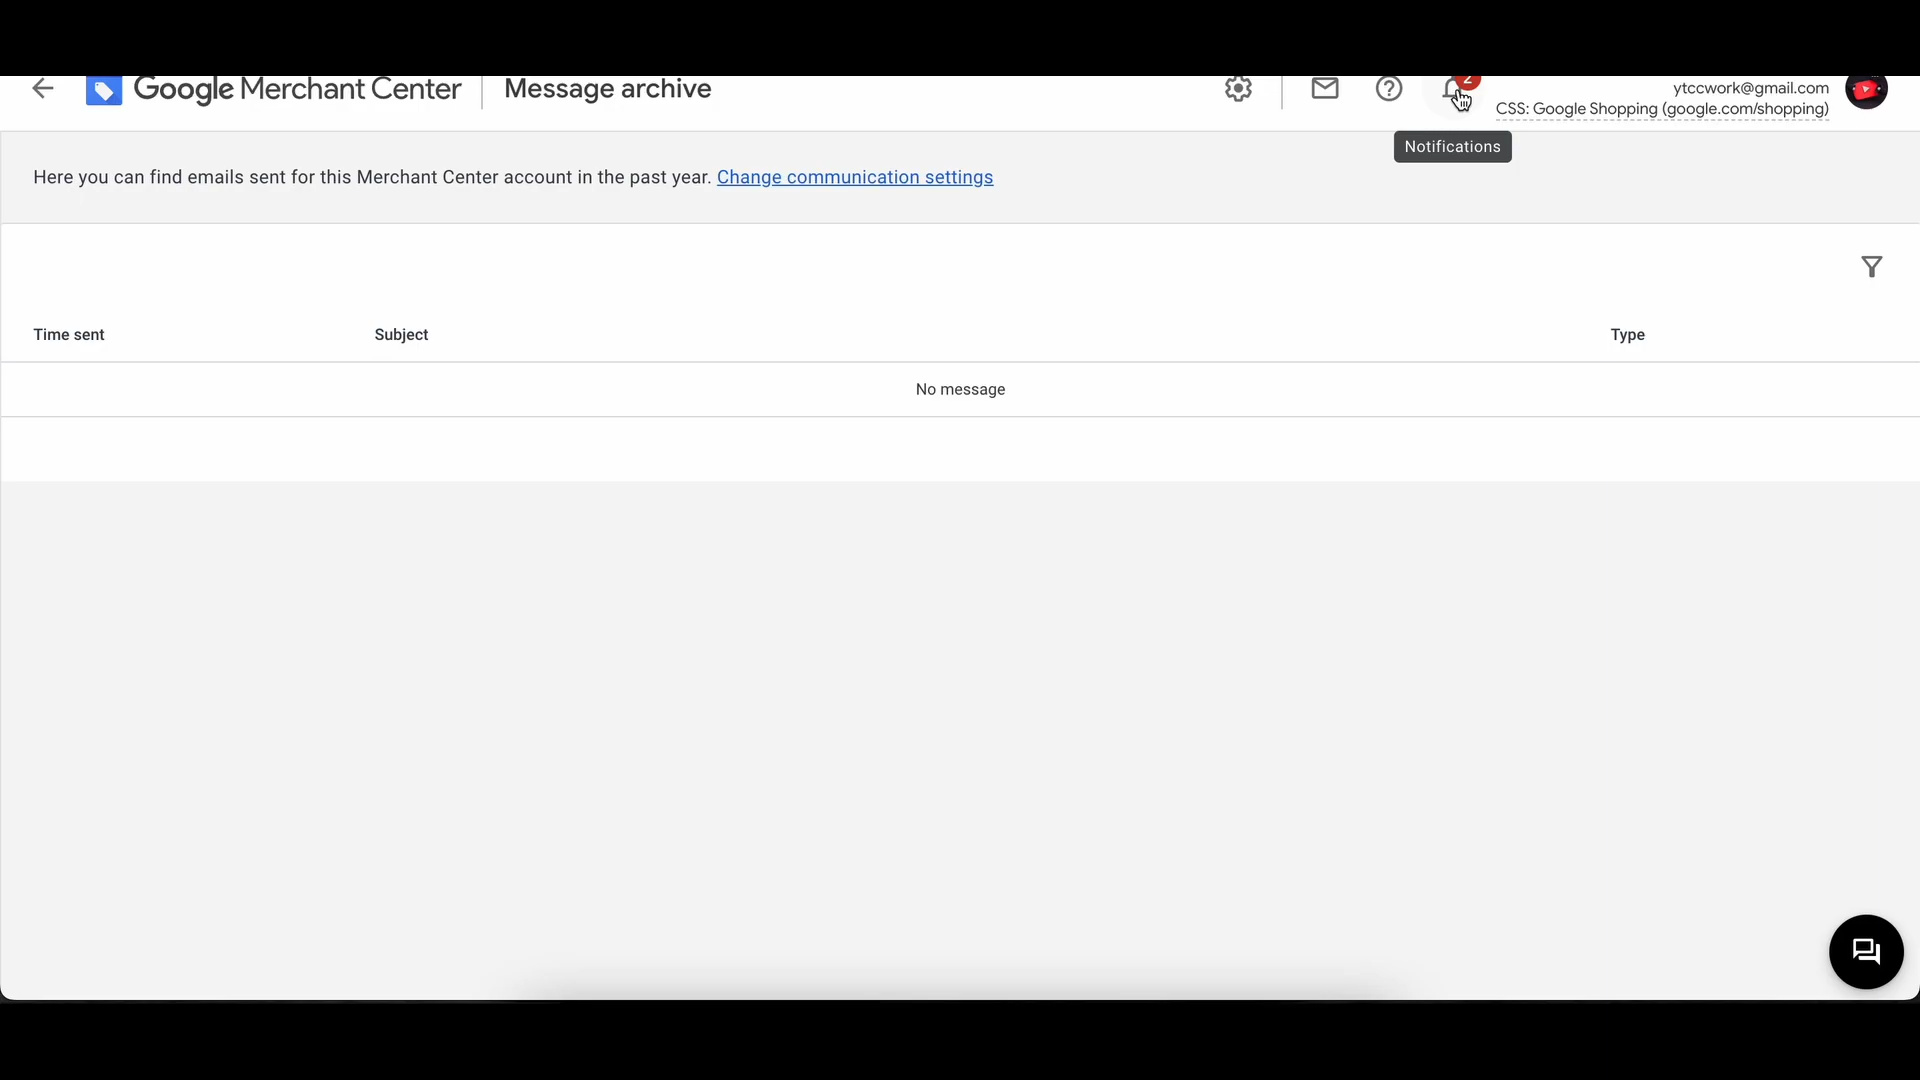 Google Merchant Center
Message archive
2
ytccwork@gmail.com
CSS: Google Shopping (google.com/shopping)
Notifications
Here you can find emails sent for this Merchant Center account in the past year. Change communication settings
Time sent Subject Type
No message